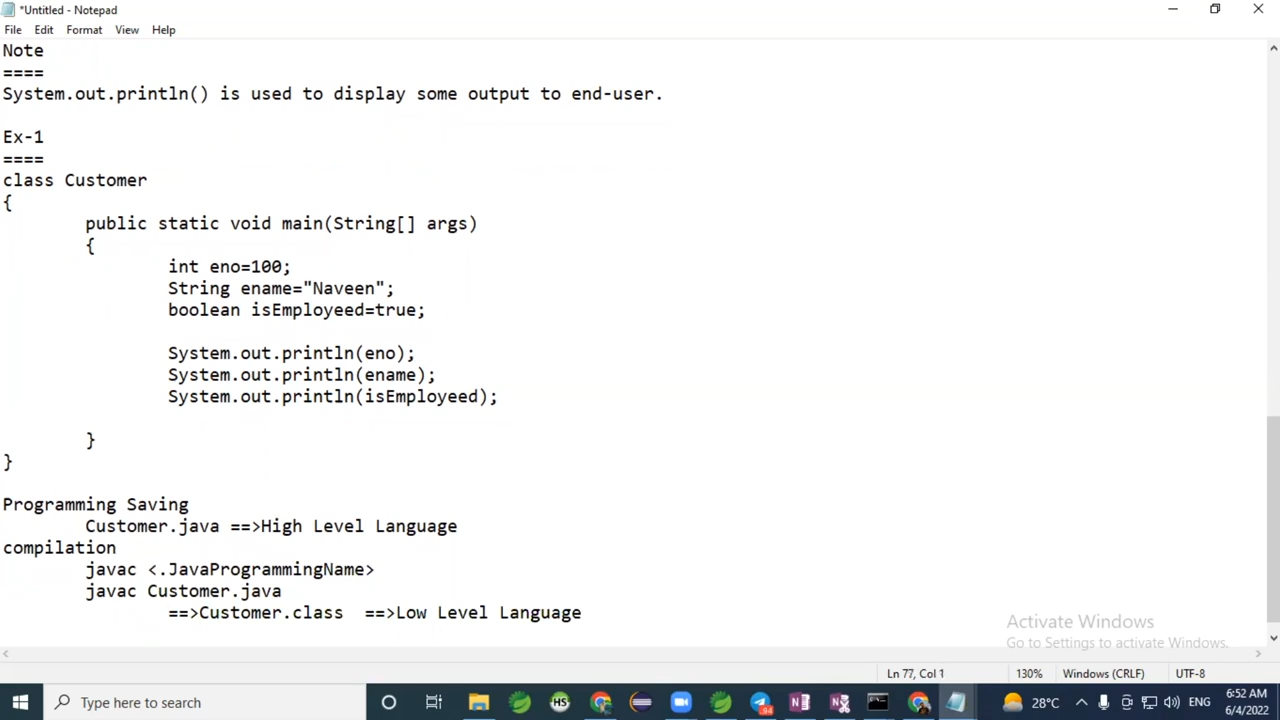 *Untitled - Notepad
File Edit Format View Help
Note
====
System.out.println() is used to display some output to end-user.
Ex-1
====
class Customer
{
public static void main(String[] args)
{
int eno=100;
String ename="Naveen";
boolean isEmployeed=true;
System.out.println(eno);
System.out.println(ename);
System.out.println(isEmployeed);
}
}
Programming Saving
Customer.java ==>High Level Language
compilation
javac <.JavaProgrammingName>
javac Customer.java
==>Customer.class ==>Low Level Language
Activate Windows
Go to Settings to activate Windows.
Ln 77, Col 1 130% Windows (CRLF) UTF-8
Type here to search HS 94 28°C ENG 6:52 AM
6/4/2022